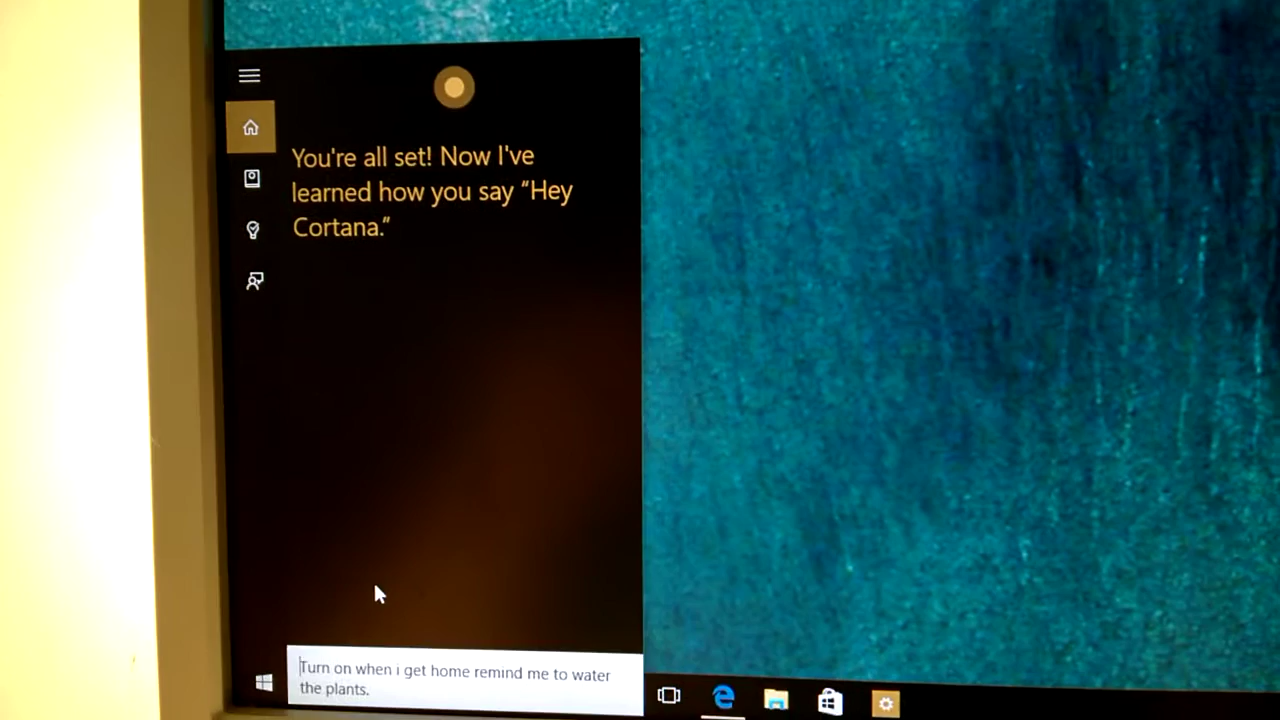 You're all set! Now I've
learned how you say “Hey
Cortana.”
Turn on when i get home remind me to water
the plants.